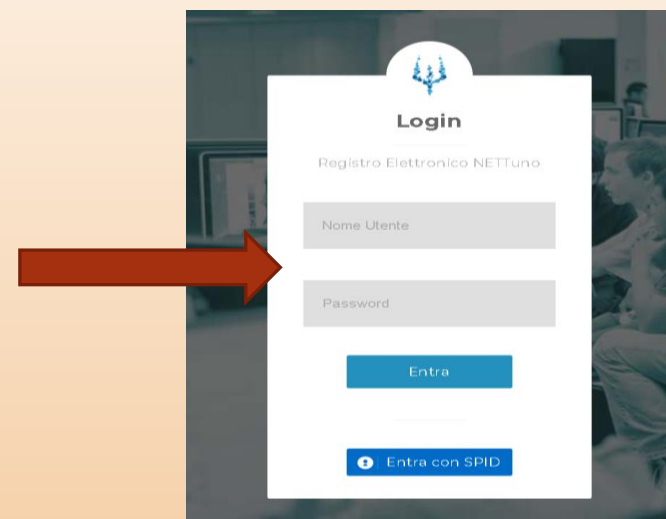 Login
Registro Elettronico NETTuno
Nome Utente
Password
Entra
Entra con SPID